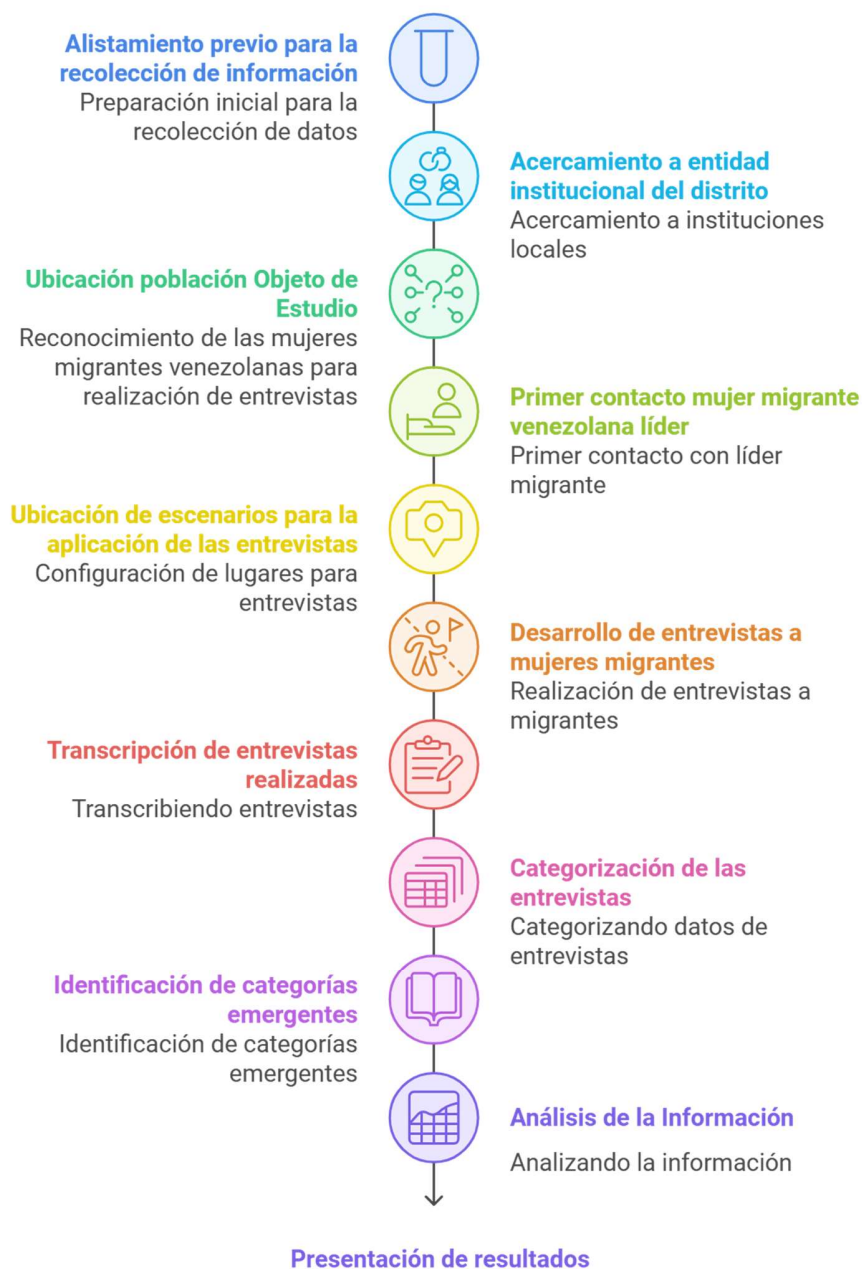 Alistamiento previo para la
recolección de información
Preparación inicial para la
recolección de datos
Acercamiento a entidad
institucional del distrito
Acercamiento a instituciones
locales
Ubicación población Objeto de
Estudio
Reconocimiento de las mujeres
migrantes venezolanas para
realización de entrevistas
Primer contacto mujer migrante
venezolana líder
Primer contacto con líder
migrante
Ubicación de escenarios para la
aplicación de las entrevistas
Configuración de lugares para
entrevistas
Desarrollo de entrevistas a
mujeres migrantes
Realización de entrevistas a
migrantes
Transcripción de entrevistas
realizadas
Transcribiendo entrevistas
Categorización de las
entrevistas
Categorizando datos de
entrevistas
Identificación de categorías
emergentes
Identificación de categorías
emergentes
Análisis de la Información
Analizando la información
Presentación de resultados